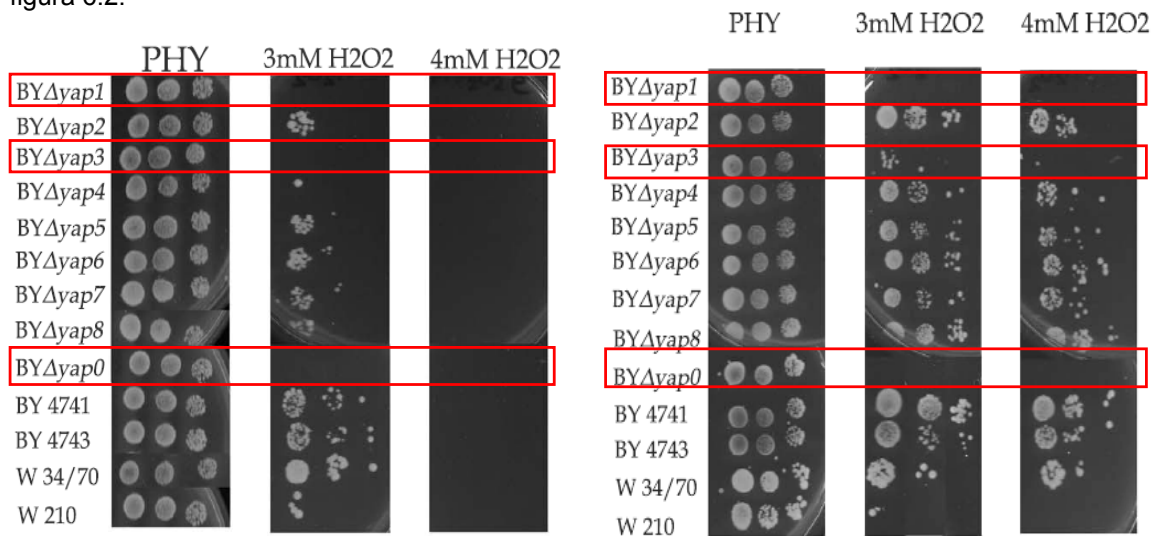 figura 6.2.
PHY 3mM H2O2 4mM H2O2
BYΔyap1
BYΔyap2
BYΔyap3
BYΔyap4
BYΔyap5
BYΔyap6
BYΔyap7
BYΔyap8
BYΔyap0
BY 4741
BY 4743
W 34/70
W 210
PHY 3mM H2O2 4mM H2O2
BYΔyap1
BYΔyap2
BYΔyap3
BYΔyap4
BYΔyap5
BYΔyap6
BYΔyap7
BYΔyap8
BYΔyap0
BY 4741
BY 4743
W 34/70
W 210